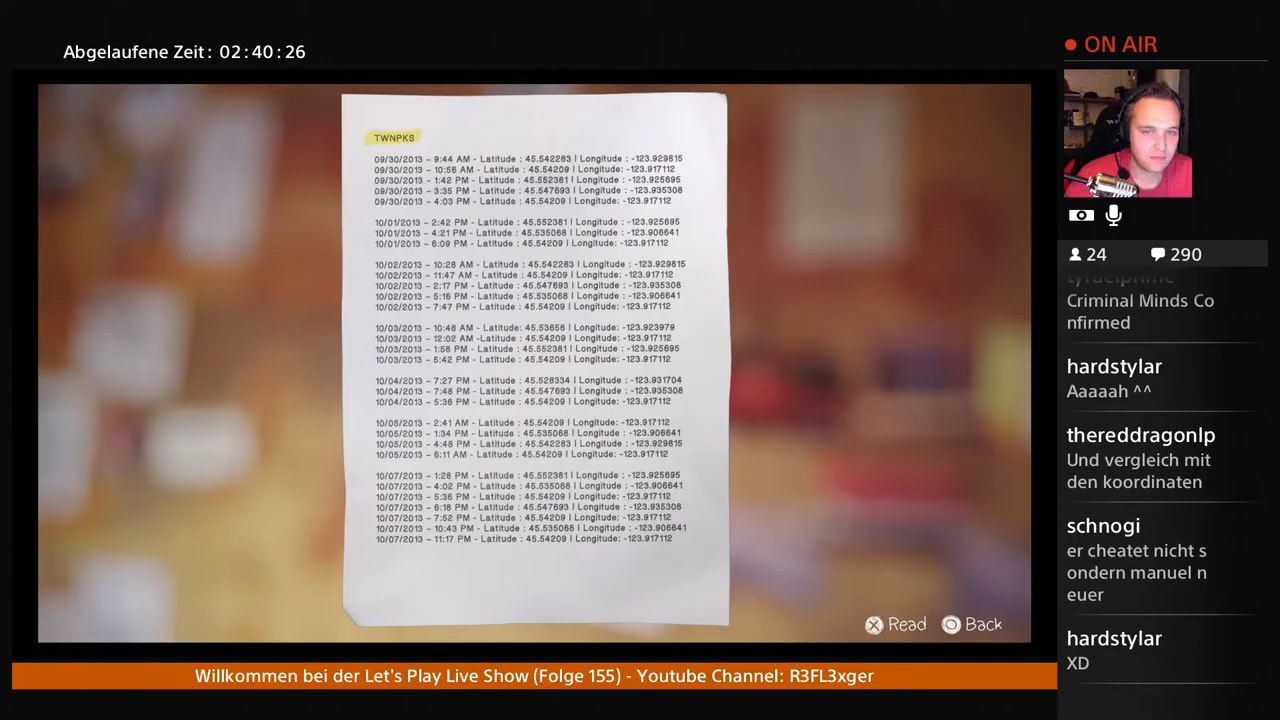 Abgelaufene Zeit: 02:40:26
ON AIR
TWNPKS
09/30/2013 - 9:44 AM - Latitude : 45.542283 | Longitude : -123.929815
09/30/2013 - 10:56 AM - Latitude : 45.54209 | Longitude: -123.917112
09/30/2013 - 1:42 PM - Latitude : 45.552381 | Longitude : -123.925695
09/30/2013 - 3:35 PM - Latitude : 45.547693 | Longitude : -123.935308
09/30/2013 - 4:03 PM - Latitude : 45.54209 | Longitude: -123.917112
10/01/2013 - 2:42 PM - Latitude : 45.552381 | Longitude : -123.925695
10/01/2013 - 4:21 PM - Latitude : 45.535068 | Longitude : -123.906641
10/01/2013 - 6:09 PM - Latitude : 45.54209 | Longitude: -123.917112
10/02/2013 - 10:28 AM - Latitude : 45.542283 | Longitude : -123.929815
10/02/2013 - 11:47 AM - Latitude : 45.54209 | Longitude: -123.917112
10/02/2013 - 2:17 PM - Latitude : 45.547693 | Longitude : -123.935308
10/02/2013 - 5:16 PM - Latitude : 45.535068 | Longitude : -123.906641
10/02/2013 - 7:47 PM - Latitude : 45.54209 | Longitude: -123.917112
10/03/2013 - 10:48 AM - Latitude: 45.53656 | Longitude: -123.923979
10/03/2013 - 12:02 AM - Latitude :45.54209 | Longitude: -123.917112
10/03/2013 - 1:58 PM - Latitude : 45.552381 | Longitude : -123.925695
10/03/2013 - 5:42 PM - Latitude : 45.54209 | Longitude: -123.917112
10/04/2013 - 7:27 PM - Latitude : 45.528334 | Longitude : -123.931704
10/04/2013 - 7:48 PM - Latitude : 45.547693 | Longitude : -123.935308
10/04/2013 - 5:36 PM - Latitude : 45.54209 | Longitude: -123.917112
10/05/2013 - 2:41 AM - Latitude : 45.54209 | Longitude: -123.917112
10/05/2013 - 1:34 PM - Latitude : 45.535068 | Longitude : -123.906641
10/05/2013 - 4:48 PM - Latitude : 45.542283 | Longitude : -123.929815
10/05/2013 - 6:11 AM - Latitude : 45.54209 | Longitude: -123.917112
10/07/2013 - 1:28 PM - Latitude : 45.552381 | Longitude : -123.925695
10/07/2013 - 4:02 PM - Latitude : 45.535068 | Longitude : -123.906641
10/07/2013 - 5:36 PM - Latitude : 45.54209 | Longitude: -123.917112
10/07/2013 - 6:18 PM - Latitude : 45.547693 | Longitude : -123.935308
10/07/2013 - 7:52 PM - Latitude : 45.54209 | Longitude: -123.917112
10/07/2013 - 10:43 PM - Latitude : 45.535068 | Longitude : -123.906641
10/07/2013 - 11:17 PM - Latitude : 45.54209 | Longitude: -123.917112
Read Back
24 290
tyraelprime
Criminal Minds Co
nfirmed
hardstylar
Aaaaah ^^
thereddragonlp
Und vergleich mit
den koordinaten
schnogi
er cheatet nicht s
ondern manuel n
euer
hardstylar
XD
Willkommen bei der Let's Play Live Show (Folge 155) - Youtube Channel: R3FL3xger